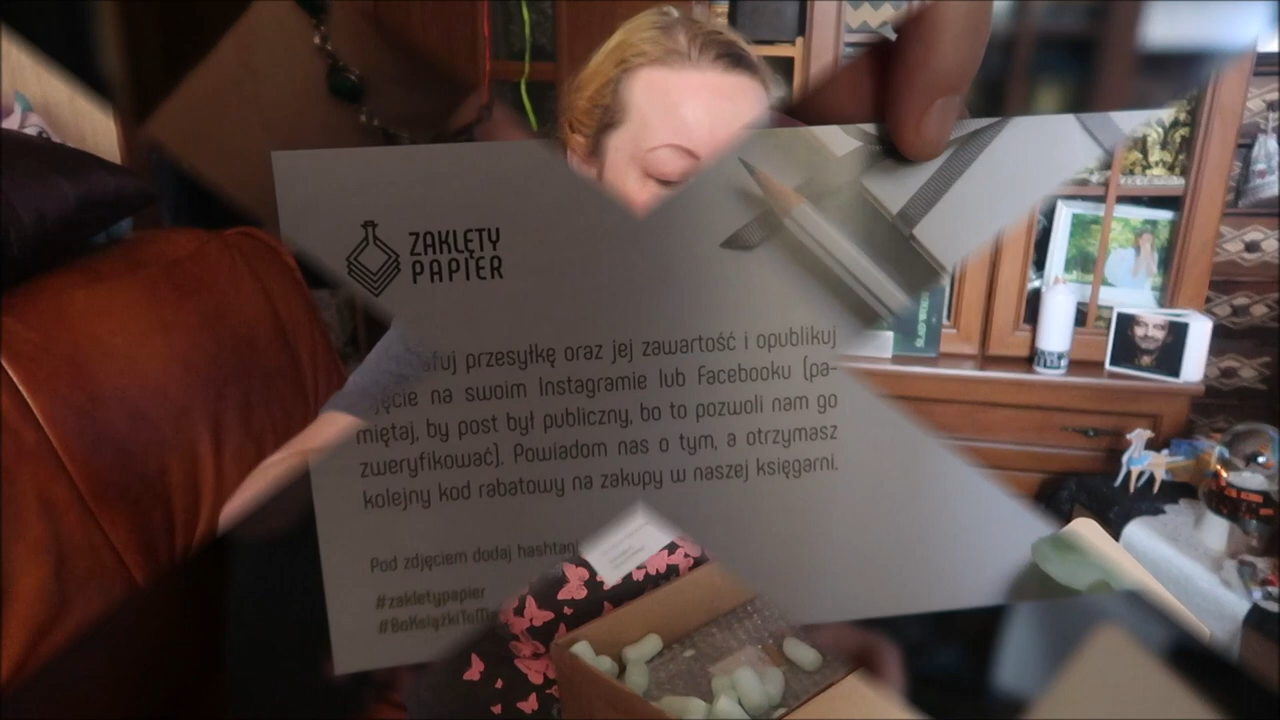 ZAKLĘTY
PAPIER
przesyłkę oraz jej zawartość i opublikuj
na swoim Instagramie lub Facebooku (pa-
miętaj, by post był publiczny, bo to pozwoli nam go
zweryfikować). Powiadom nas o tym, a otrzymasz
kolejny kod rabatowy na zakupy w naszej księgarni.
Pod zdjęciem dodaj hashtagi
#zakletypapier